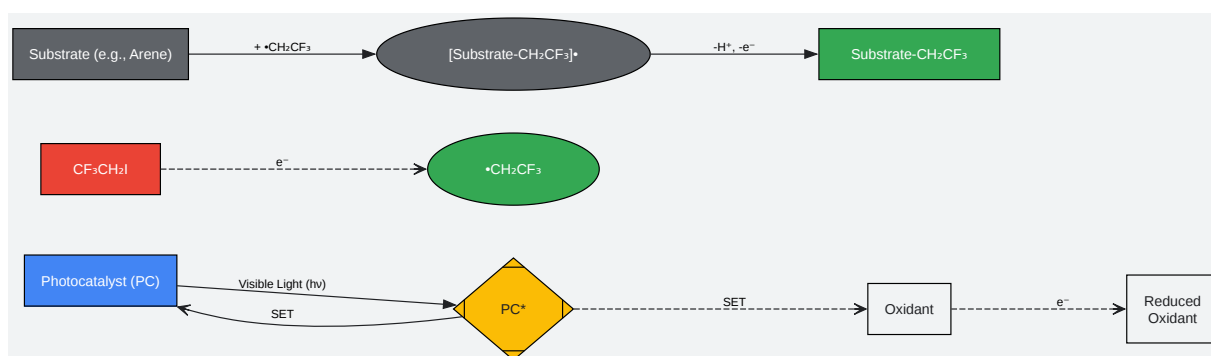 Substrate (e.g., Arene)
+ •CH₂CF₃
[Substrate-CH₂CF₃]•
-H⁺, -e⁻
Substrate-CH₂CF₃
CF₃CH₂I
e⁻
•CH₂CF₃
Photocatalyst (PC)
Visible Light (hν)
SET
PC*
SET
Oxidant
e⁻
Reduced
Oxidant